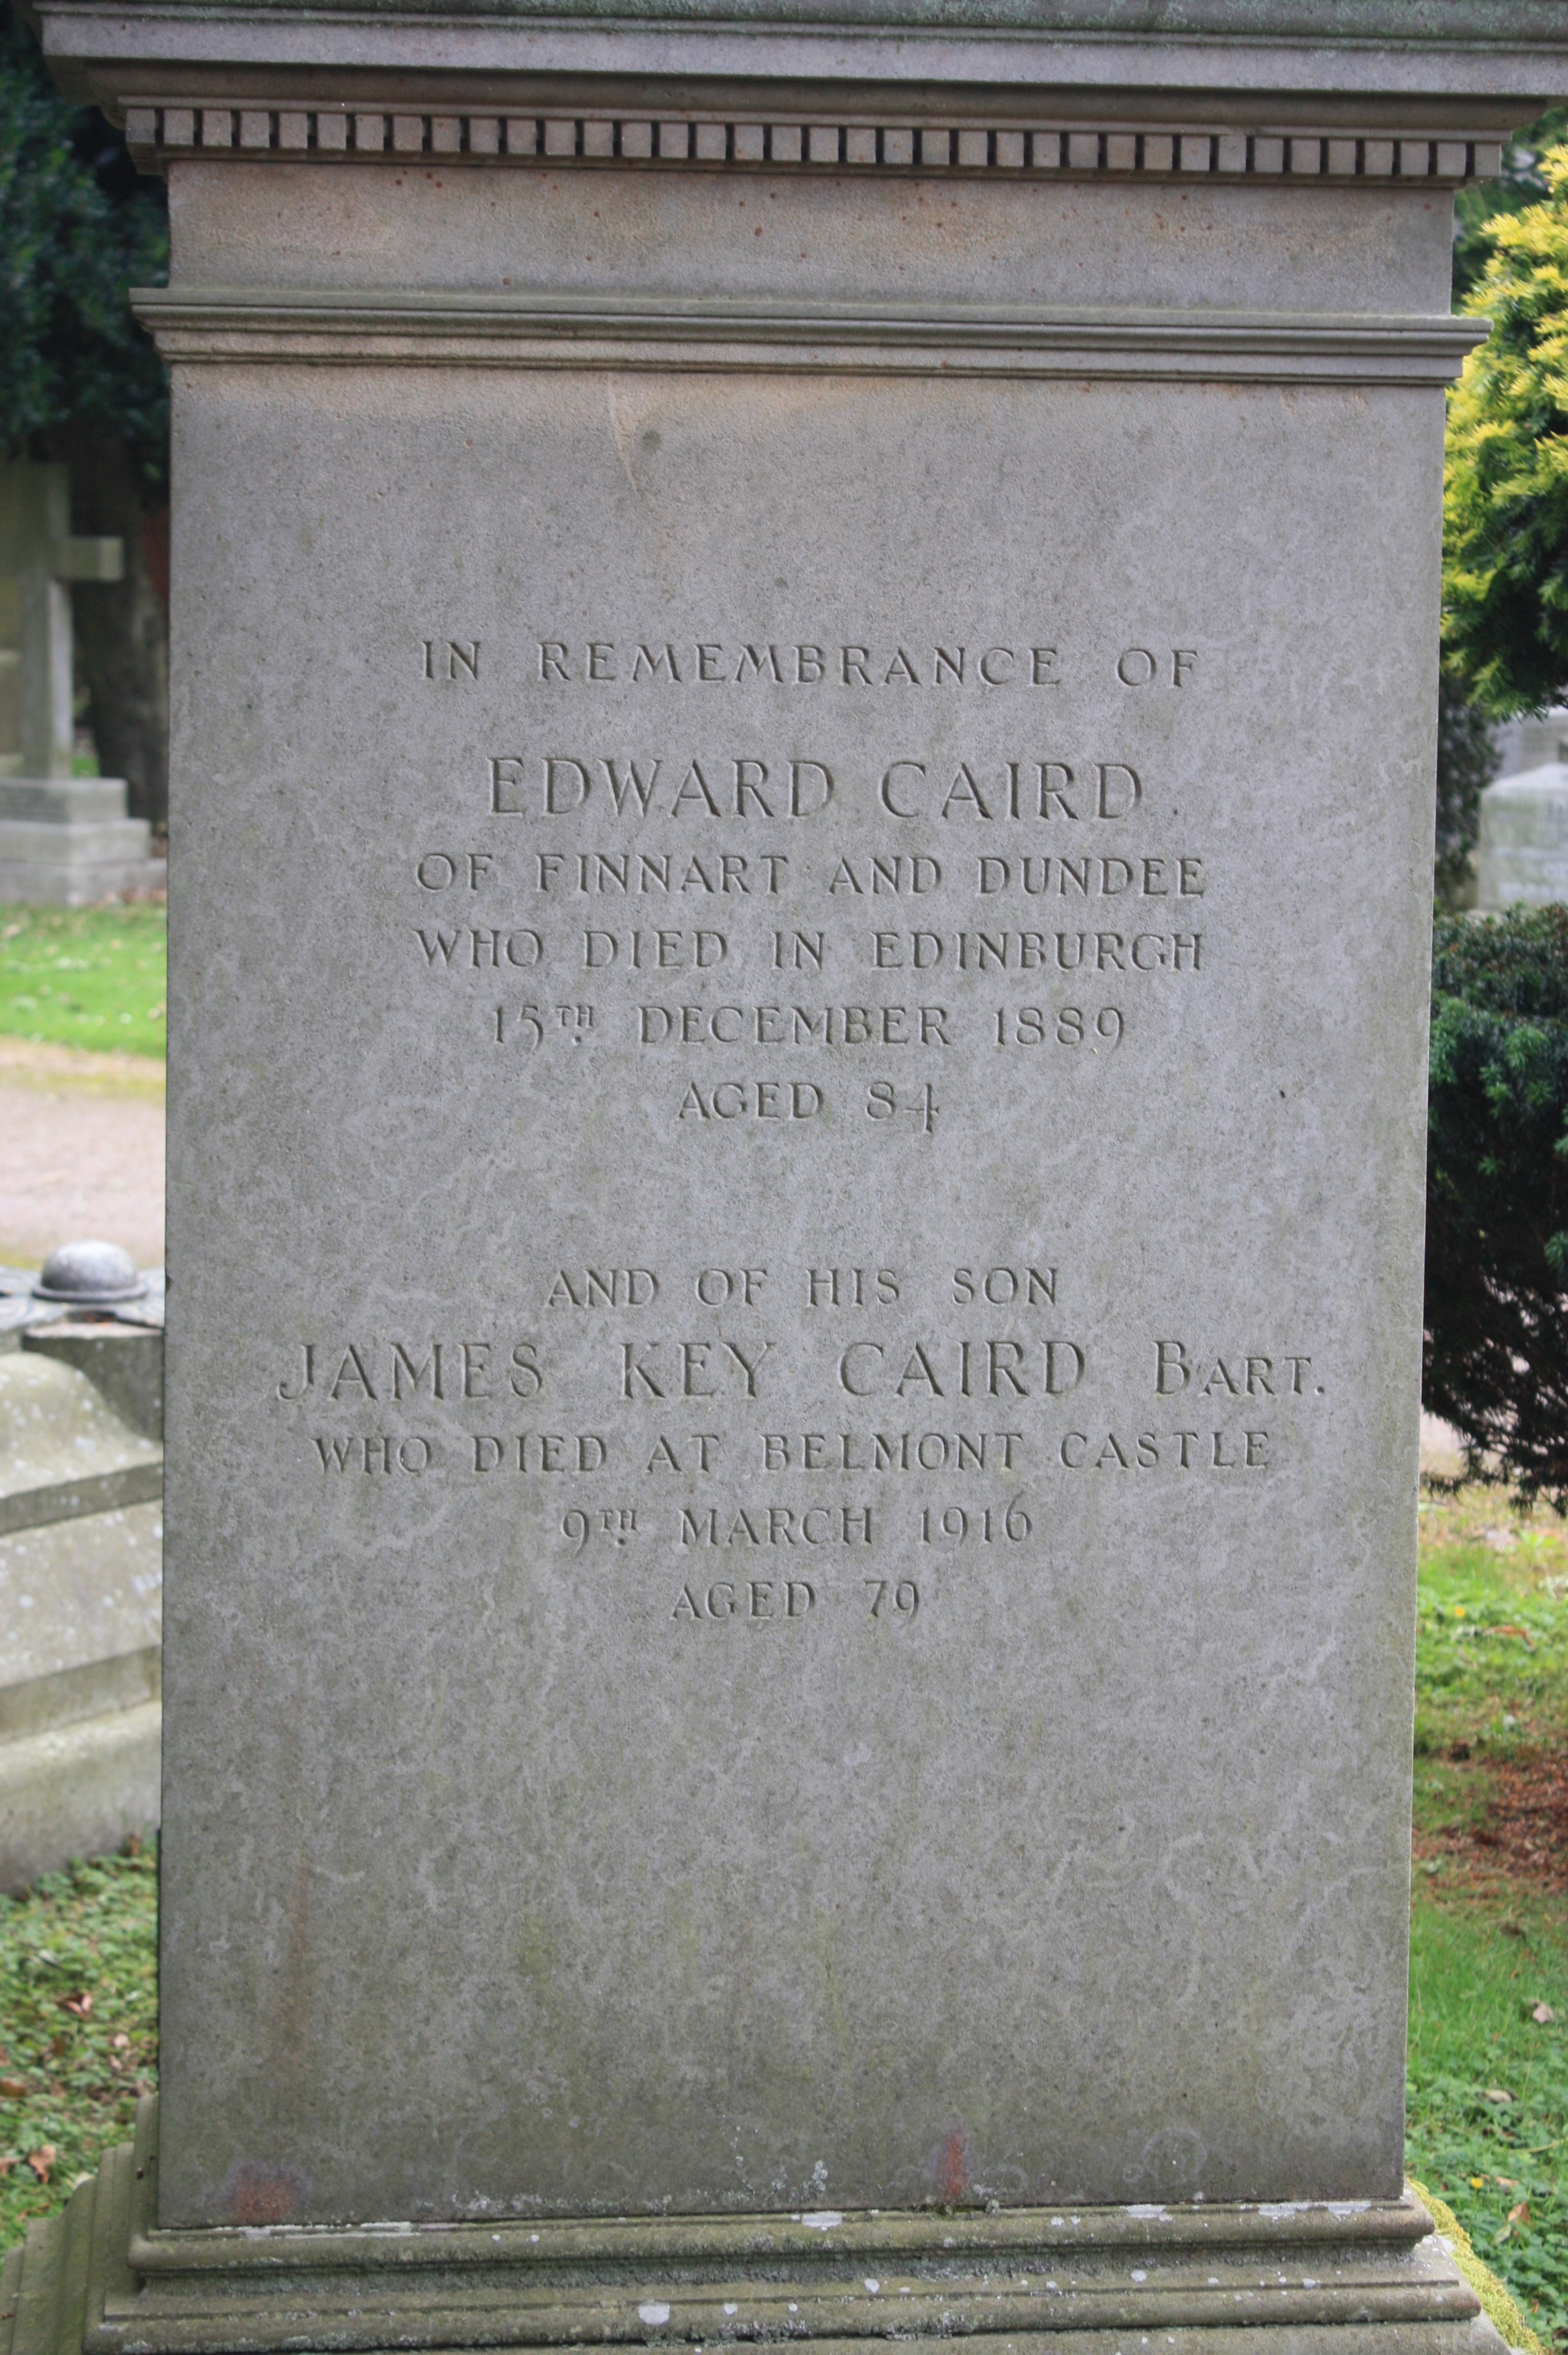 IN REMEMBRANCE OF
EDWARD CAIRD
OF FINNART AND DUNDEE
WHO DIED IN EDINBURGH
15TH DECEMBER 1889
AGED 84
AND OF HIS SON
JAMES KEY CAIRD BART.
WHO DIED AT BELMONT CASTLE
9TH MARCH 1916
AGED 79